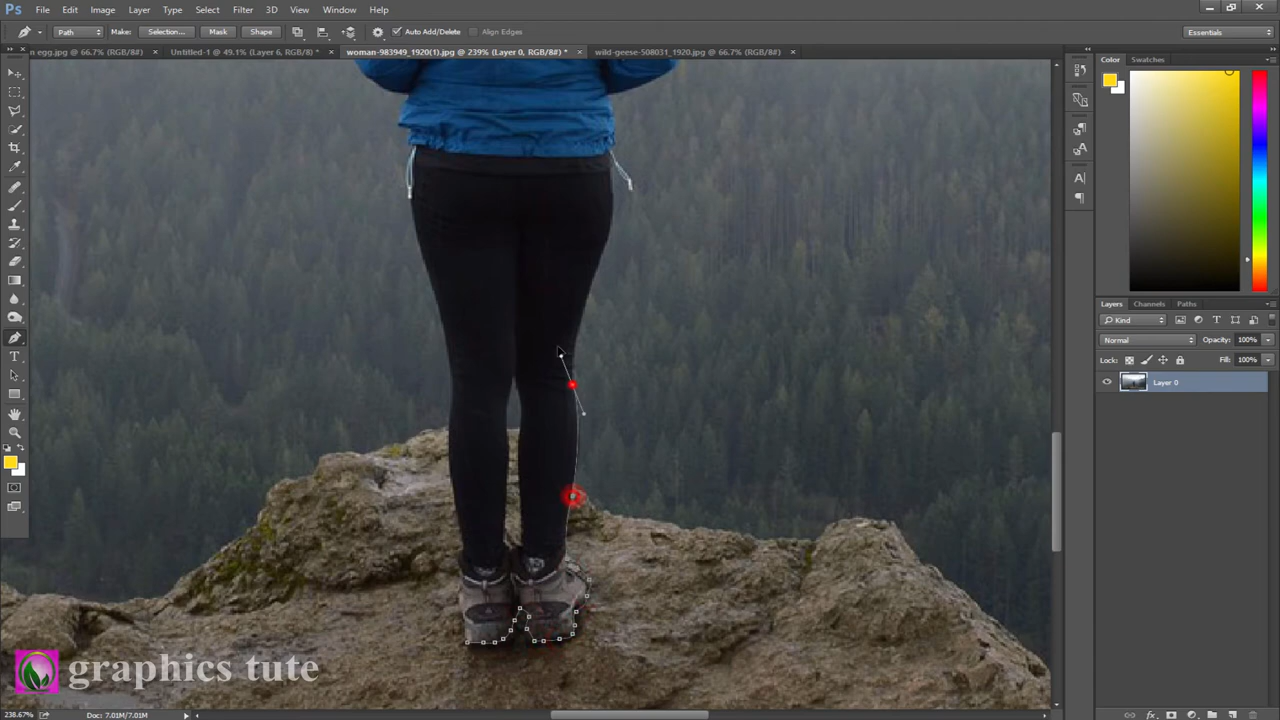 Ps File Edit Image Layer Type Select Filter 3D View Window Help
Path Make: Selection... Mask Shape Auto Add/Delete Align Edges Essentials
n egg.jpg @ 66.7% (RGB/8#) × Untitled-1 @ 49.1% (Layer 6, RGB/8) * × woman-983949_1920(1).jpg @ 239% (Layer 0, RGB/8#) * × wild-geese-508031_1920.jpg @ 66.7% (RGB/8#) ×
Color Swatches
Layers Channels Paths
Kind
Normal Opacity: 100%
Lock: Fill: 100%
Layer 0
graphics tute
238.67% Doc: 7.01M/7.01M